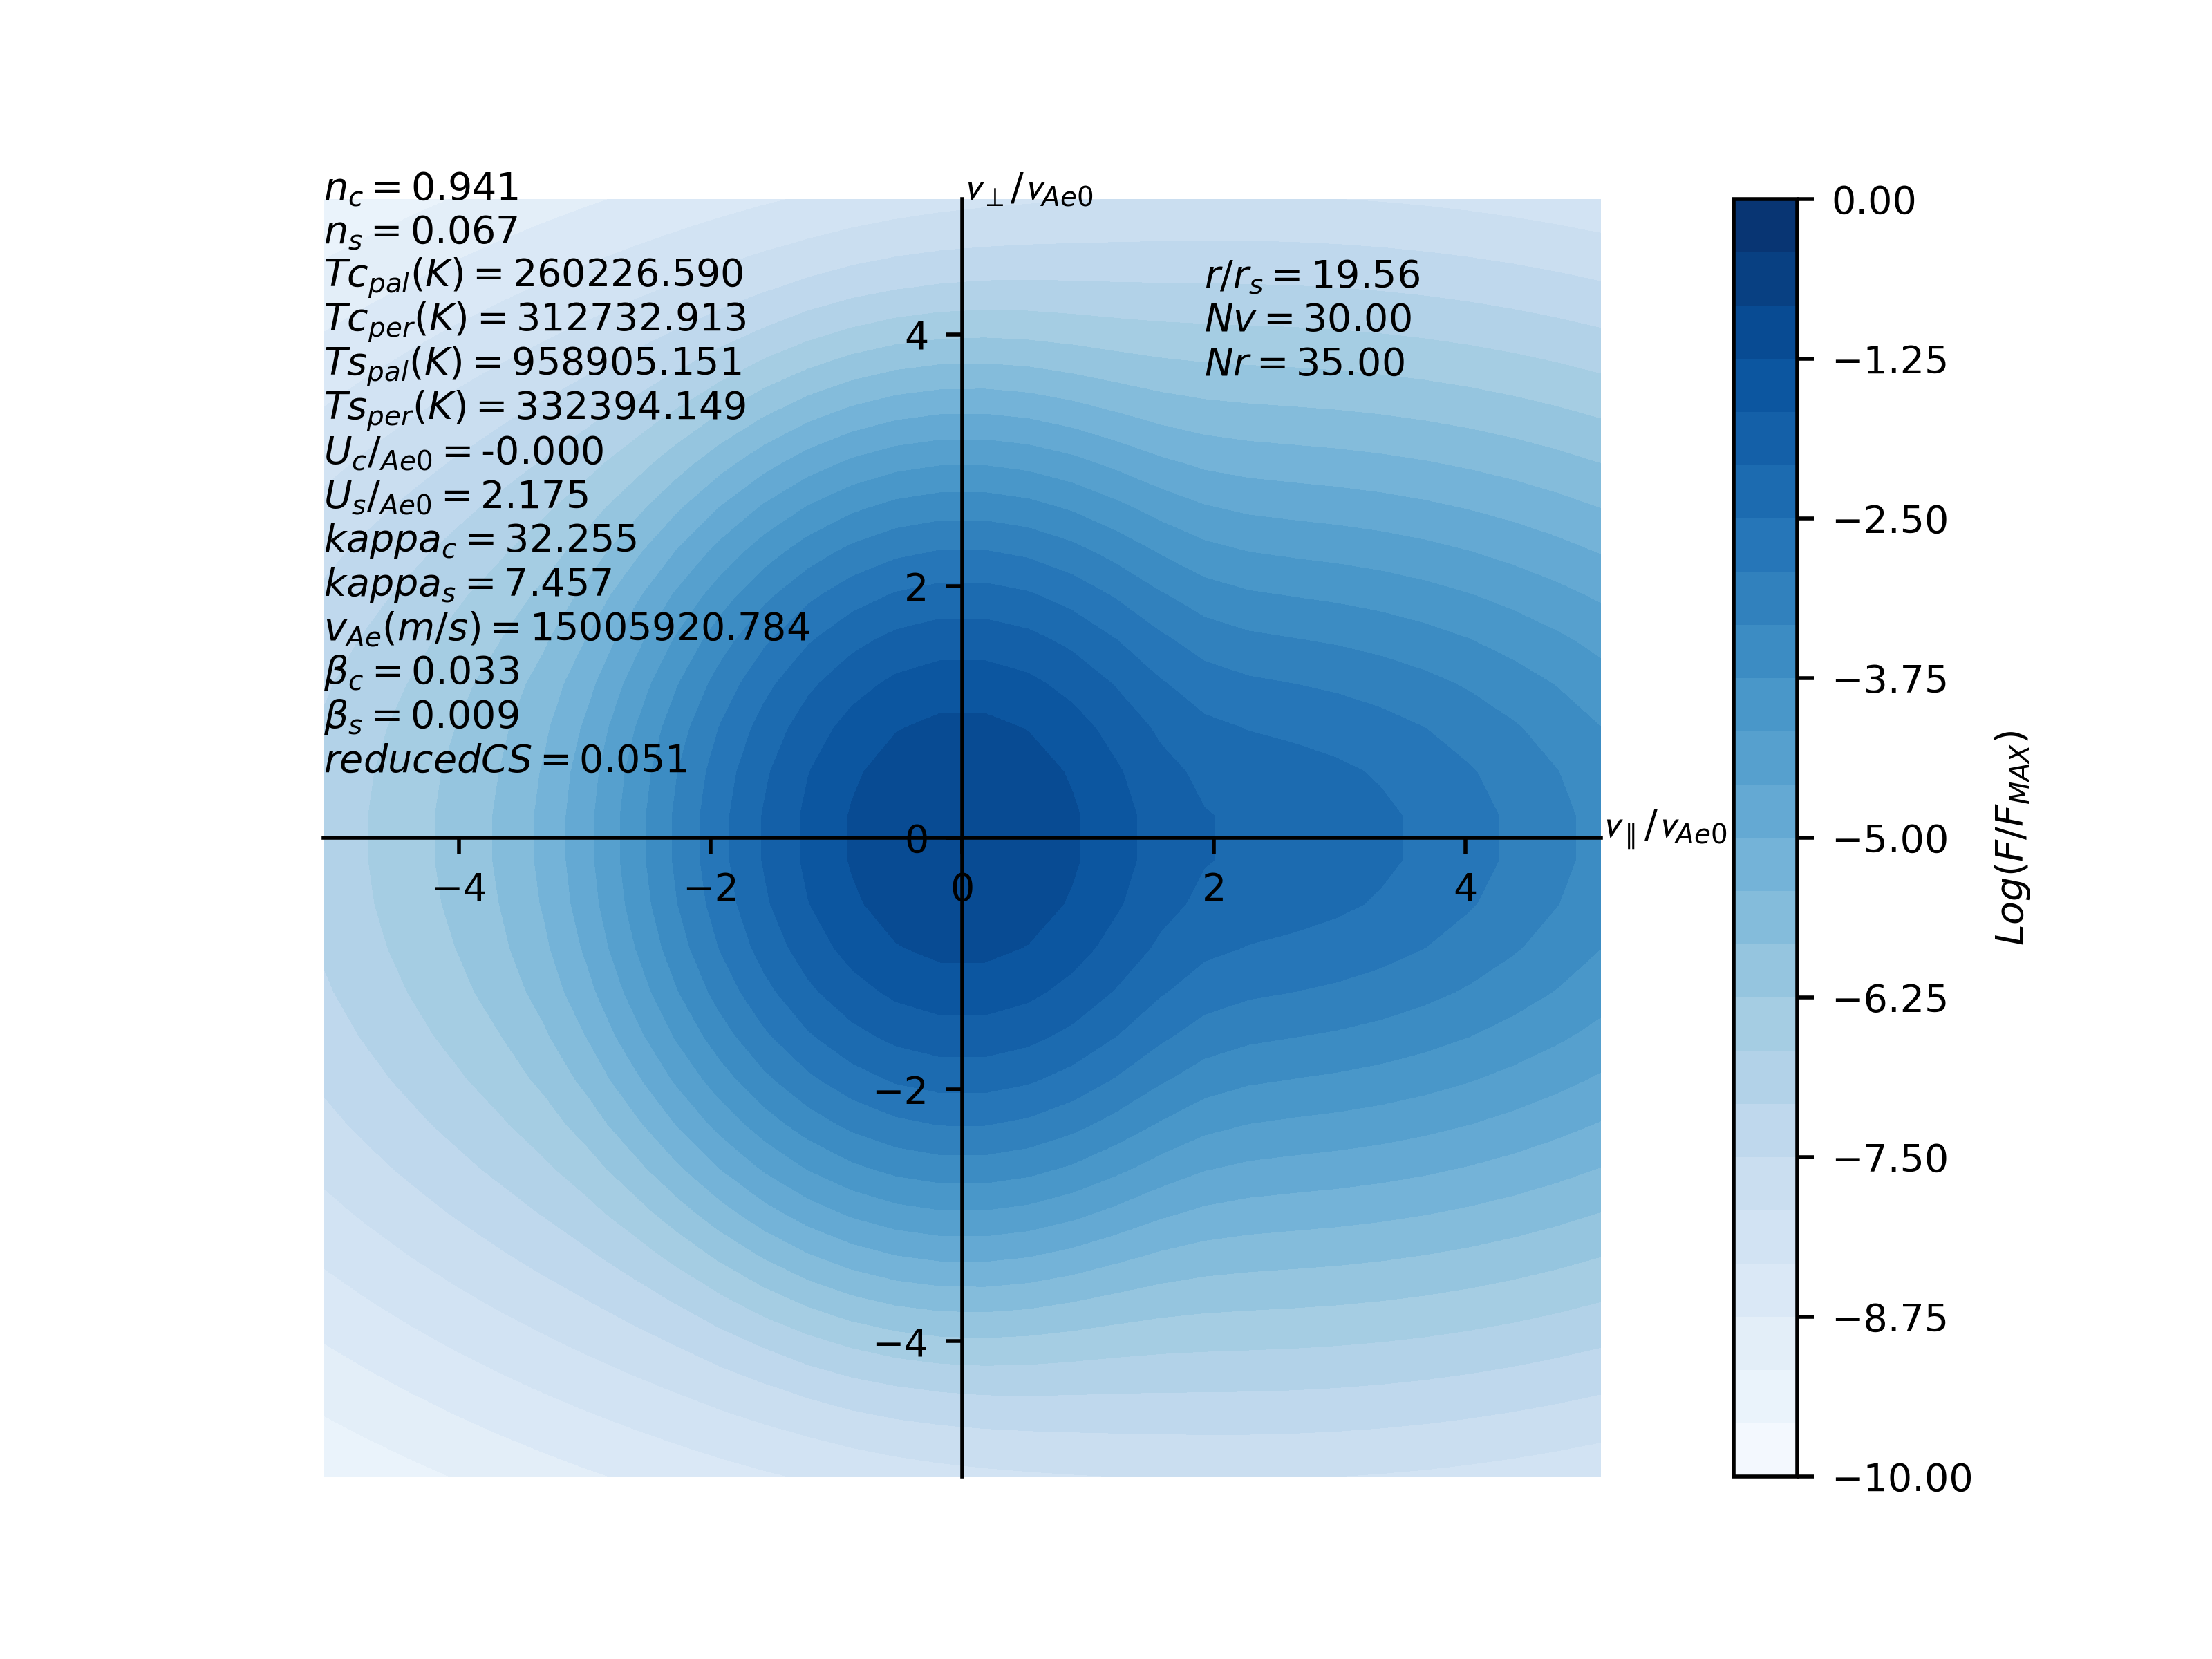 n_c = 0.941
n_s = 0.067
Tc_pal(K) = 260226.590
Tc_per(K) = 312732.913
Ts_pal(K) = 958905.151
Ts_per(K) = 332394.149
U_c/_Ae0 = -0.000
U_s/_Ae0 = 2.175
kappa_c = 32.255
kappa_s = 7.457
v_Ae(m/s) = 15005920.784
β_c = 0.033
β_s = 0.009
reducedCS = 0.051
v_⊥/v_Ae0
r/r_s = 19.56
Nv = 30.00
Nr = 35.00
4
2
0
−2
−4
−4
−2
0
2
4
v_∥/v_Ae0
0.00
−1.25
−2.50
−3.75
−5.00
−6.25
−7.50
−8.75
−10.00
Log(F/F_MAX)